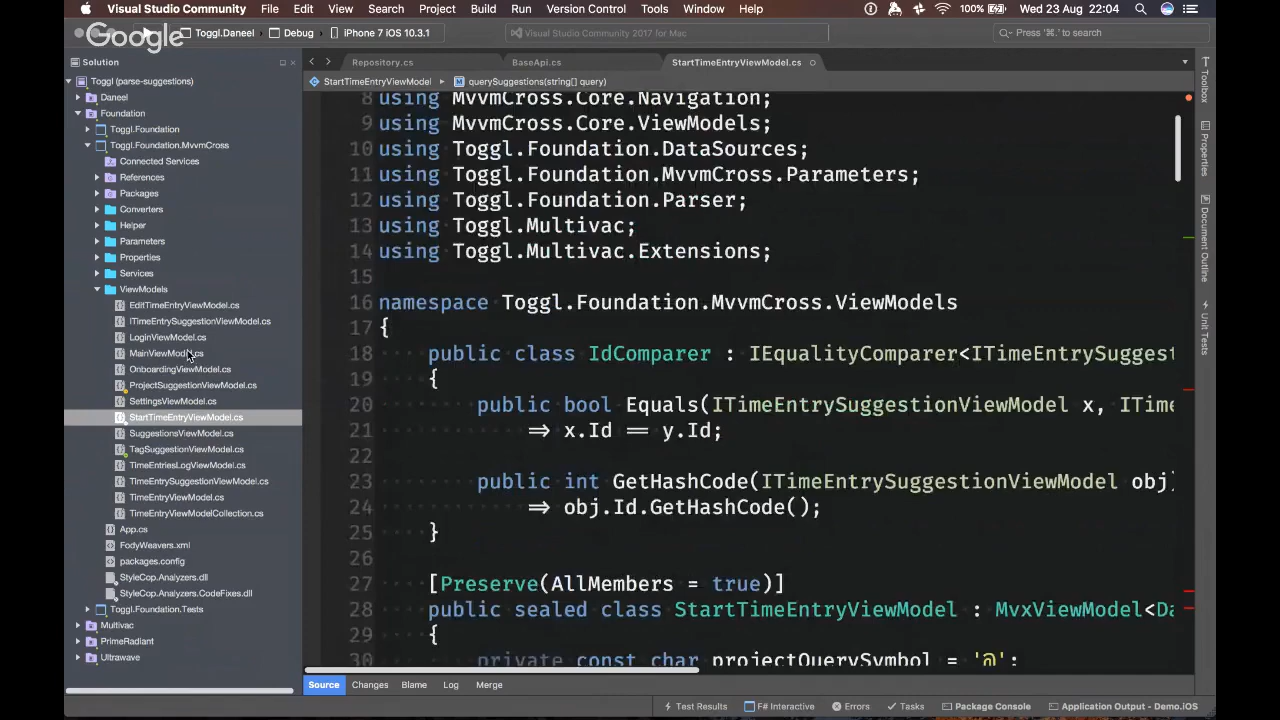 Visual Studio Community File Edit View Search Project Build Run Version Control Tools Window Help 100% Wed 23 Aug 22:04
Google
Toggl.Daneel Debug iPhone 7 iOS 10.3.1 Visual Studio Community 2017 for Mac Press '⌘.' to search
Solution
Toggl (parse-suggestions)
Daneel
Foundation
Toggl.Foundation
Toggl.Foundation.MvvmCross
Connected Services
References
Packages
Converters
Helper
Parameters
Properties
Services
ViewModels
EditTimeEntryViewModel.cs
ITimeEntrySuggestionViewModel.cs
LoginViewModel.cs
MainViewModel.cs
OnboardingViewModel.cs
ProjectSuggestionViewModel.cs
SettingsViewModel.cs
StartTimeEntryViewModel.cs
SuggestionsViewModel.cs
TagSuggestionViewModel.cs
TimeEntriesLogViewModel.cs
TimeEntrySuggestionViewModel.cs
TimeEntryViewModel.cs
TimeEntryViewModelCollection.cs
App.cs
FodyWeavers.xml
packages.config
StyleCop.Analyzers.dll
StyleCop.Analyzers.CodeFixes.dll
Toggl.Foundation.Tests
Multivac
PrimeRadiant
Ultrawave
Repository.cs BaseApi.cs StartTimeEntryViewModel.cs
StartTimeEntryViewModel querySuggestions(string[] query)
8 using MvvmCross.Core.Navigation;
9 using MvvmCross.Core.ViewModels;
10 using Toggl.Foundation.DataSources;
11 using Toggl.Foundation.MvvmCross.Parameters;
12 using Toggl.Foundation.Parser;
13 using Toggl.Multivac;
14 using Toggl.Multivac.Extensions;
15
16 namespace Toggl.Foundation.MvvmCross.ViewModels
17 {
18 public class IdComparer : IEqualityComparer<ITimeEntrySuggest
19 {
20 public bool Equals(ITimeEntrySuggestionViewModel x, ITime
21 => x.Id == y.Id;
22
23 public int GetHashCode(ITimeEntrySuggestionViewModel obj)
24 => obj.Id.GetHashCode();
25 }
26
27 [Preserve(AllMembers = true)]
28 public sealed class StartTimeEntryViewModel : MvxViewModel<Da
29 {
30 private const char projectQuerySymbol = '@';
Source Changes Blame Log Merge
Toolbox
Properties
Document Outline
Unit Tests
Test Results F# Interactive Errors Tasks Package Console Application Output - Demo.iOS